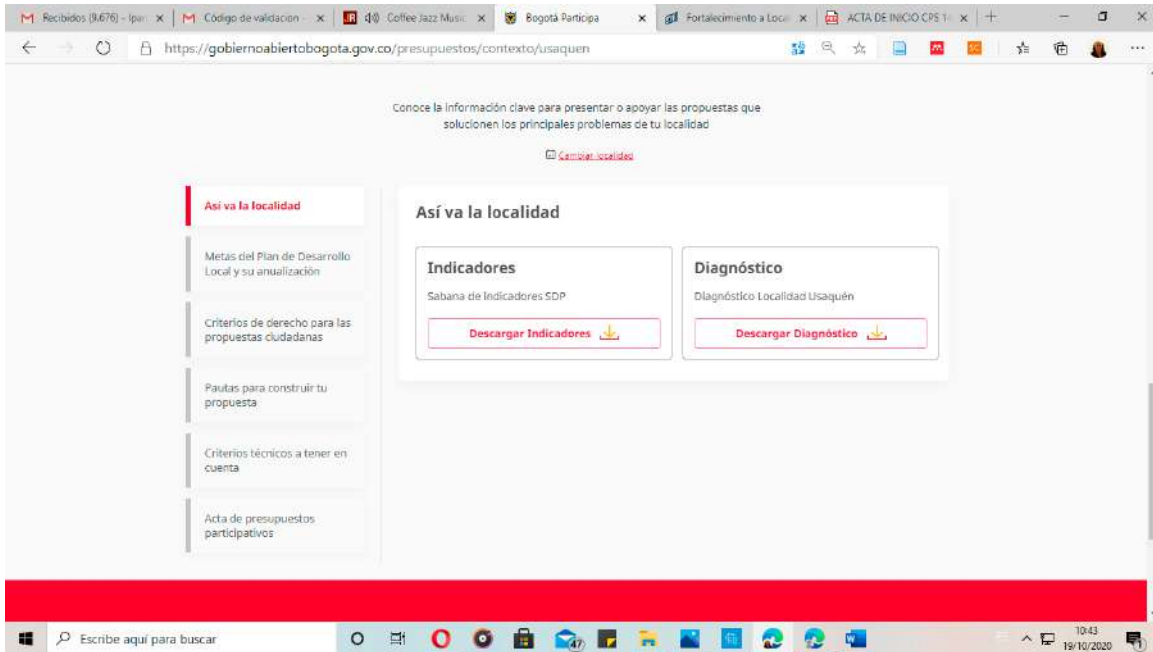 Recibidos (9.676) - lpar
Código de validacion -
Coffee Jazz Music
Bogotá Participa
Fortalecimiento a Local
ACTA DE INICIO CPS 1
https://gobiernoabiertobogota.gov.co/presupuestos/contexto/usaquen
Conoce la información clave para presentar o apoyar las propuestas que
solucionen los principales problemas de tu localidad
Cambiar localidad
Así va la localidad
Metas del Plan de Desarrollo
Local y su anualización
Criterios de derecho para las
propuestas ciudadanas
Pautas para construir tu
propuesta
Criterios técnicos a tener en
cuenta
Acta de presupuestos
participativos
Así va la localidad
Indicadores
Sabana de Indicadores SDP
Descargar Indicadores
Diagnóstico
Diagnóstico Localidad Usaquén
Descargar Diagnóstico
Escribe aquí para buscar
47
10:43
19/10/2020